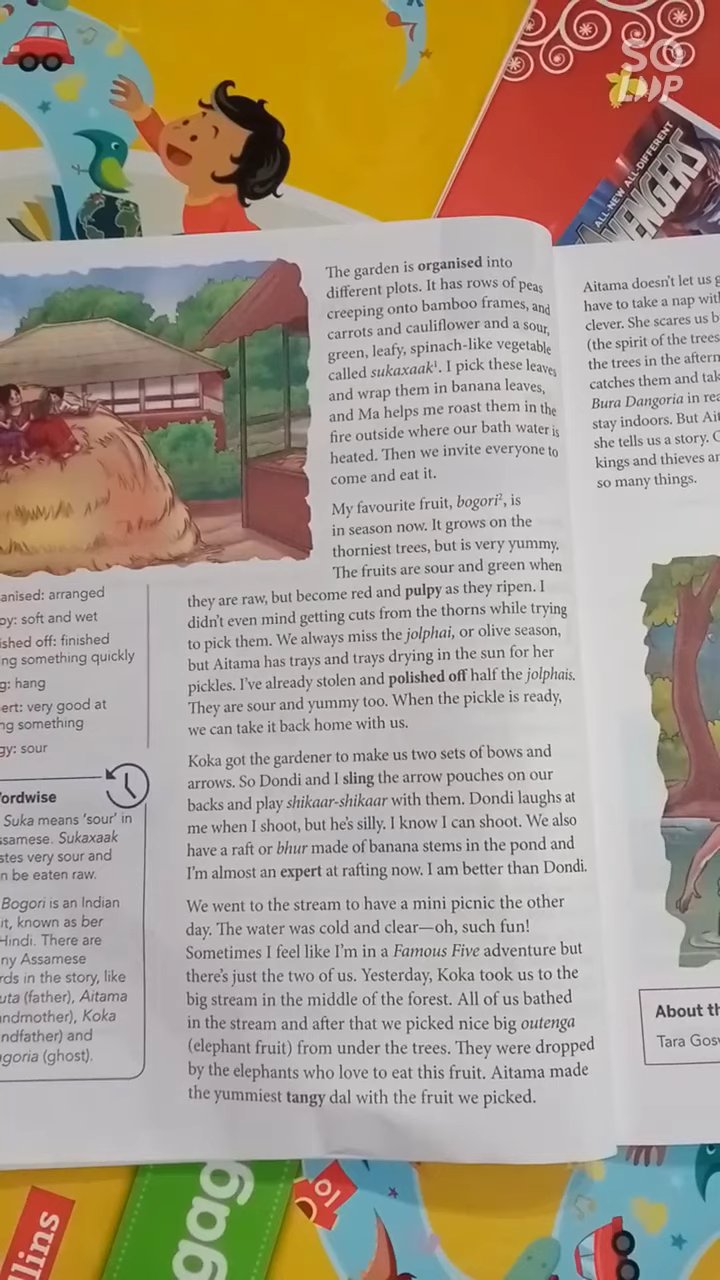 SO
LOOP
ALL-NEW ALL-DIFFERENT
AVENGERS
The garden is organised into
different plots. It has rows of peas
creeping onto bamboo frames, and
carrots and cauliflower and a sour,
green, leafy, spinach-like vegetable
called sukaxaak¹. I pick these leaves
and wrap them in banana leaves,
and Ma helps me roast them in the
fire outside where our bath water is
heated. Then we invite everyone to
come and eat it.
My favourite fruit, bogori², is
in season now. It grows on the
thorniest trees, but is very yummy.
The fruits are sour and green when
they are raw, but become red and pulpy as they ripen. I
didn't even mind getting cuts from the thorns while trying
to pick them. We always miss the jolphai, or olive season,
but Aitama has trays and trays drying in the sun for her
pickles. I've already stolen and polished off half the jolphais.
They are sour and yummy too. When the pickle is ready,
we can take it back home with us.
Koka got the gardener to make us two sets of bows and
arrows. So Dondi and I sling the arrow pouches on our
backs and play shikaar-shikaar with them. Dondi laughs at
me when I shoot, but he's silly. I know I can shoot. We also
have a raft or bhur made of banana stems in the pond and
I'm almost an expert at rafting now. I am better than Dondi.
We went to the stream to have a mini picnic the other
day. The water was cold and clear—oh, such fun!
Sometimes I feel like I'm in a Famous Five adventure but
there's just the two of us. Yesterday, Koka took us to the
big stream in the middle of the forest. All of us bathed
in the stream and after that we picked nice big outenga
(elephant fruit) from under the trees. They were dropped
by the elephants who love to eat this fruit. Aitama made
the yummiest tangy dal with the fruit we picked.
anised: arranged
py: soft and wet
ished off: finished
ng something quickly
g: hang
ert: very good at
ng something
gy: sour
ordwise
Suka means 'sour' in
ssamese. Sukaxaak
stes very sour and
n be eaten raw.
Bogori is an Indian
it, known as ber
Hindi. There are
ny Assamese
rds in the story, like
uta (father), Aitama
andmother), Koka
ndfather) and
ngoria (ghost).
Aitama doesn't let us g
have to take a nap with
clever. She scares us b
(the spirit of the trees
the trees in the aftern
catches them and tak
Bura Dangoria in rea
stay indoors. But Ait
she tells us a story. O
kings and thieves an
so many things.
About th
Tara Gosw
llins
gag